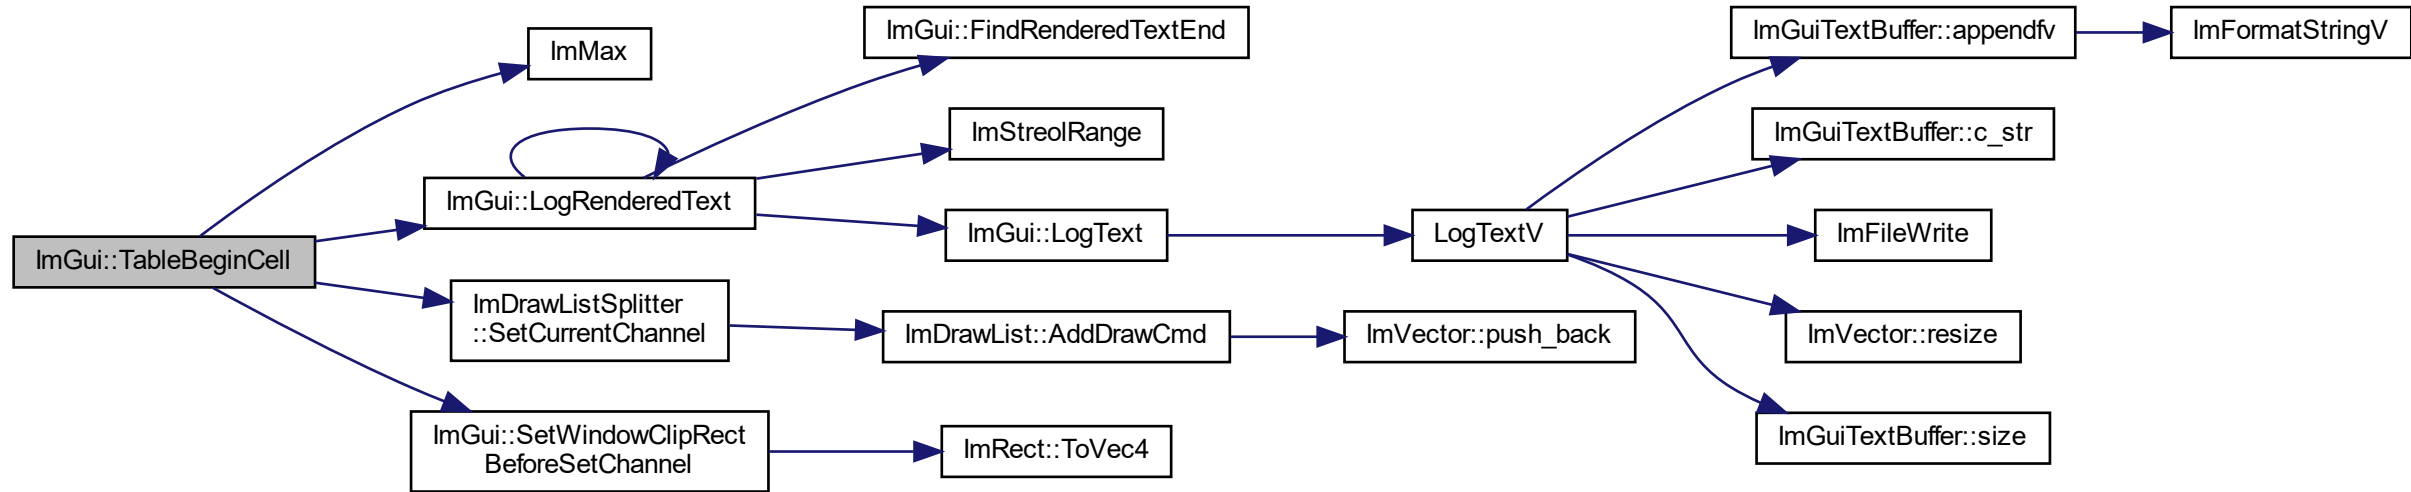 ImGui::TableBeginCell
ImMax
ImGui::LogRenderedText
ImGui::FindRenderedTextEnd
ImStreolRange
ImGui::LogText
LogTextV
ImGuiTextBuffer::appendfv
ImFormatStringV
ImGuiTextBuffer::c_str
ImFileWrite
ImVector::resize
ImGuiTextBuffer::size
ImDrawListSplitter
::SetCurrentChannel
ImDrawList::AddDrawCmd
ImVector::push_back
ImGui::SetWindowClipRect
BeforeSetChannel
ImRect::ToVec4